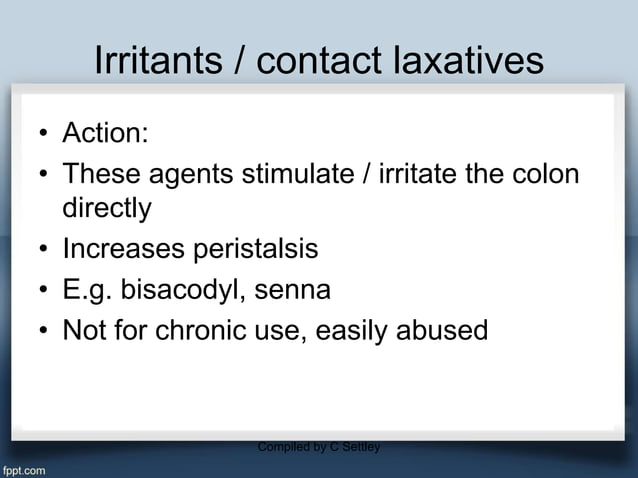 Irritants / contact laxatives
• Action:
• These agents stimulate / irritate the colon
directly
• Increases peristalsis
• E.g. bisacodyl, senna
• Not for chronic use, easily abused
Compiled by C Settley
fppt.com